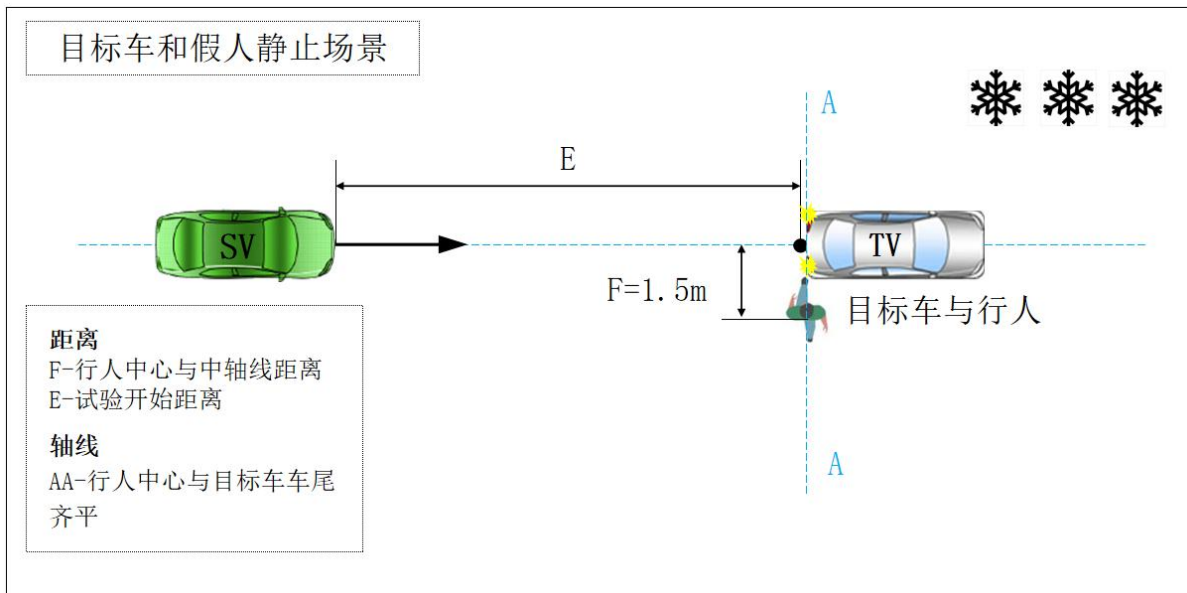 目标车和假人静止场景
A
E
SV
TV
F=1.5m
目标车与行人
距离
F-行人中心与中轴线距离
E-试验开始距离
轴线
AA-行人中心与目标车车尾
齐平
A